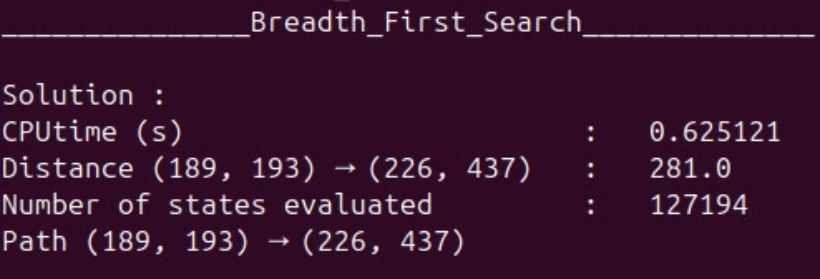 _______________Breadth_First_Search______________
Solution :
CPUtime (s) : 0.625121
Distance (189, 193) → (226, 437) : 281.0
Number of states evaluated : 127194
Path (189, 193) → (226, 437)